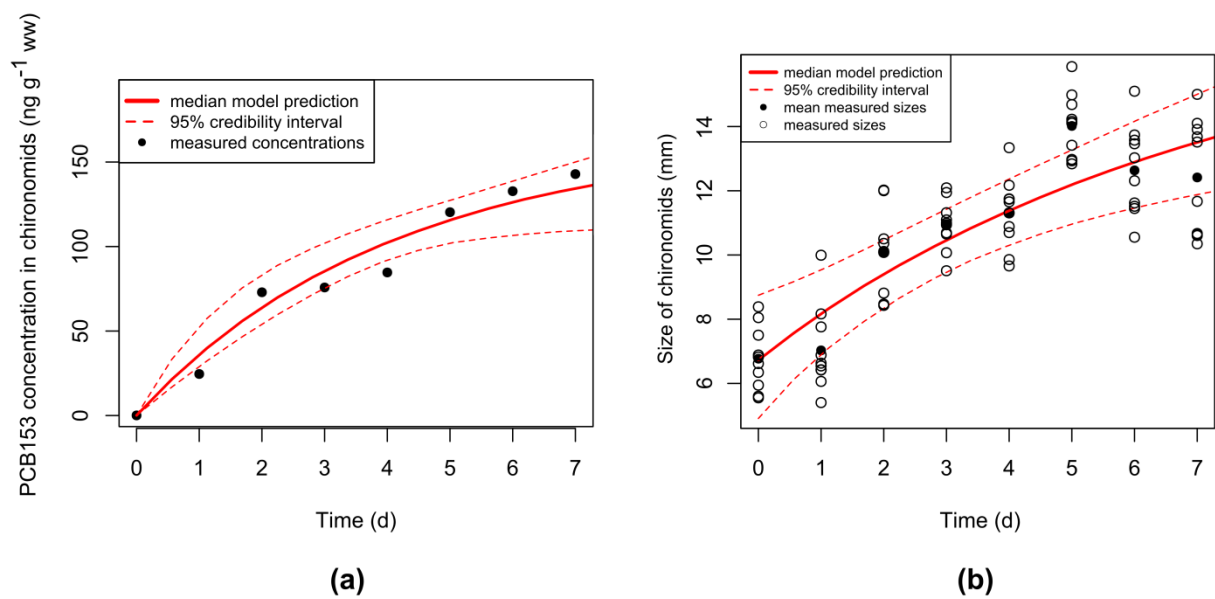 PCB153 concentration in chironomids (ng g⁻¹ ww)
150
100
50
0
median model prediction
95% credibility interval
measured concentrations
0 1 2 3 4 5 6 7
Time (d)
(a)
Size of chironomids (mm)
14
12
10
8
6
median model prediction
95% credibility interval
mean measured sizes
measured sizes
0 1 2 3 4 5 6 7
Time (d)
(b)